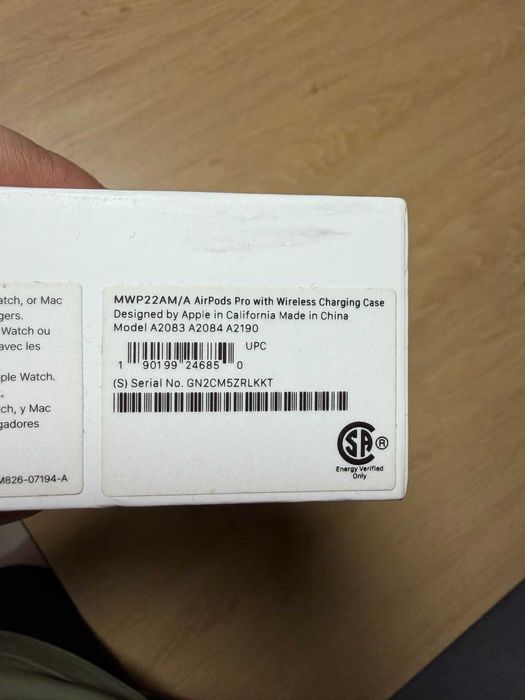 atch, or Mac
gers.
Watch ou
avec les
ple Watch.
ch, y Mac
gadores
M826-07194-A
MWP22AM/A AirPods Pro with Wireless Charging Case
Designed by Apple in California Made in China
Model A2083 A2084 A2190
UPC
1 90199 24685 0
(S) Serial No. GN2CM5ZRLKKT
SA ®
Energy Verified
Only